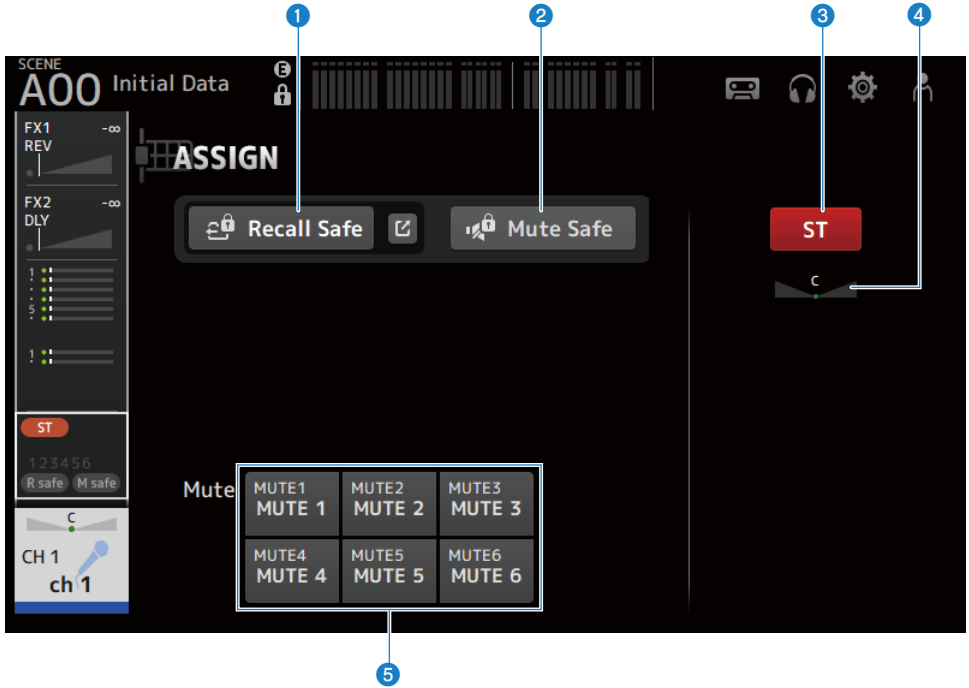 1 2 3 4
SCENE
A00 Initial Data
E
FX1 -∞
REV
FX2 -∞
DLY
1
5
1
ST
123456
R safe M safe
C
CH 1
ch 1
ASSIGN
Recall Safe
Mute Safe
ST
C
Mute
MUTE1 MUTE2 MUTE3
MUTE 1 MUTE 2 MUTE 3
MUTE4 MUTE5 MUTE6
MUTE 4 MUTE 5 MUTE 6
5